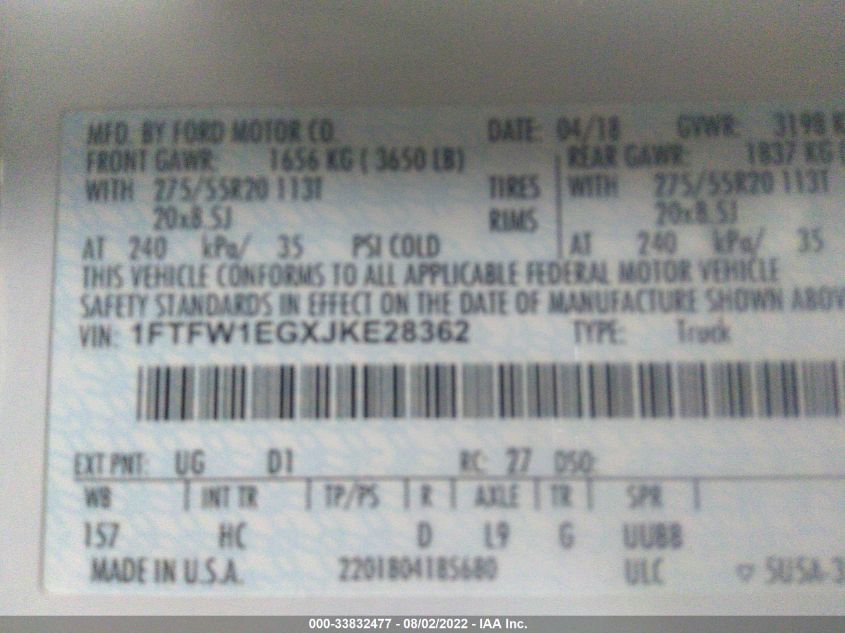 MFD. BY FORD MOTOR CO. DATE: 04/18 GVWR: 3198 K
FRONT GAWR: 1656 KG ( 3650 LB) REAR GAWR: 1837 KG
WITH 275/55R20 113T TIRES WITH 275/55R20 113T
20x8.5J RIMS 20x8.5J
AT 240 kPa/ 35 PSI COLD AT 240 kPa/ 35
THIS VEHICLE CONFORMS TO ALL APPLICABLE FEDERAL MOTOR VEHICLE
SAFETY STANDARDS IN EFFECT ON THE DATE OF MANUFACTURE SHOWN ABOV
VIN: 1FTFW1EGXJKE28362 TYPE: Truck
EXT PNT: UG D1 RC: 27 DSO:
WB INT TR TP/PS R AXLE TR SPR
157 HC D L9 G UUBB
MADE IN U.S.A. 2201804185680 ULC ▽ 5U5A-3
000-33832477 - 08/02/2022 - IAA Inc.